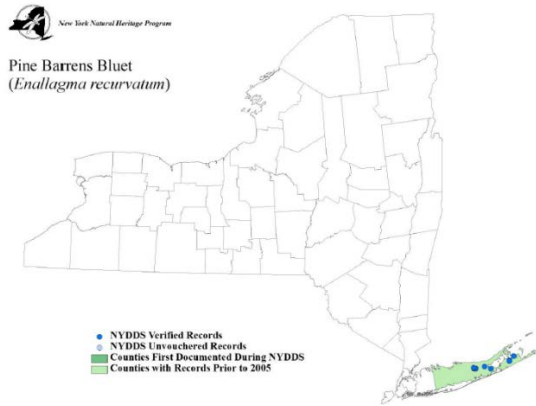 New York Natural Heritage Program
Pine Barrens Bluet
(Enallagma recurvatum)
NYDDS Verified Records
NYDDS Unvouchered Records
Counties First Documented During NYDDS
Counties with Records Prior to 2005